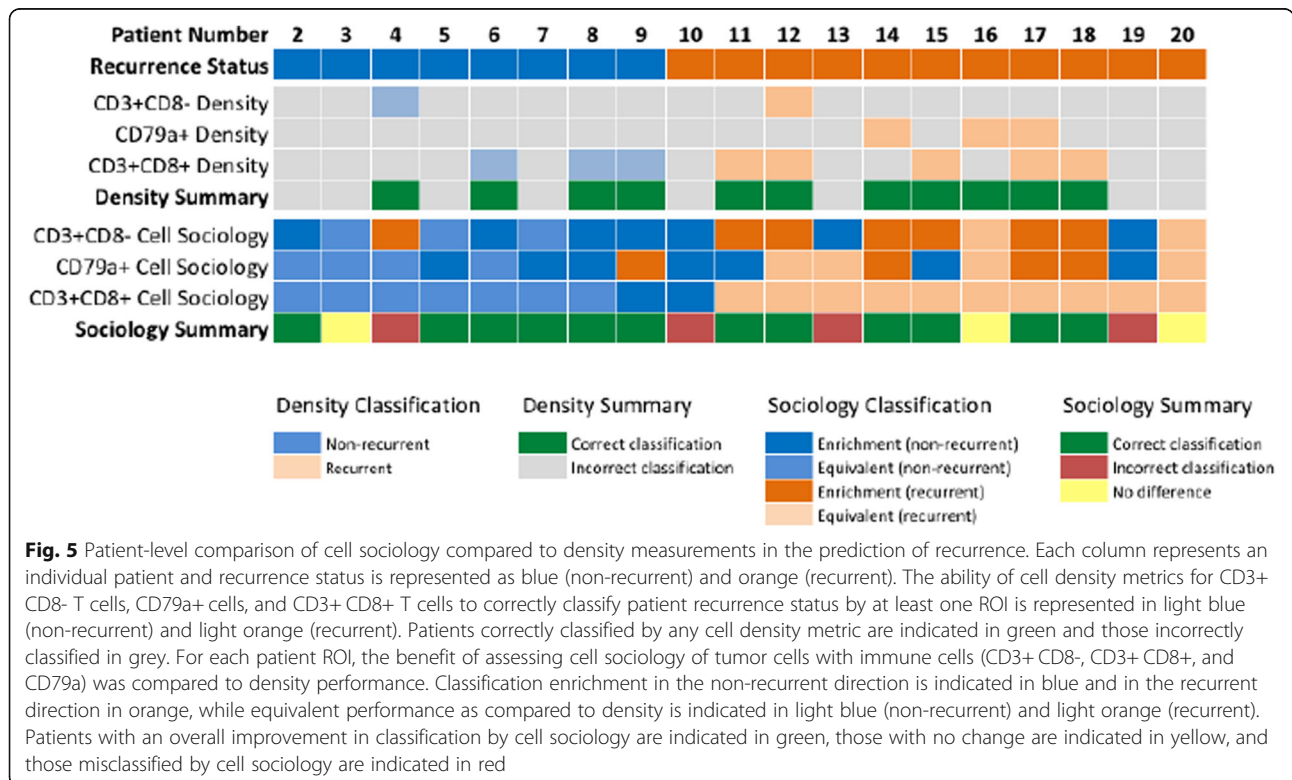 Patient Number 2 3 4 5 6 7 8 9 10 11 12 13 14 15 16 17 18 19 20
Recurrence Status
CD3+CD8- Density
CD79a+ Density
CD3+CD8+ Density
Density Summary
CD3+CD8- Cell Sociology
CD79a+ Cell Sociology
CD3+CD8+ Cell Sociology
Sociology Summary
Density Classification
Non-recurrent
Recurrent
Density Summary
Correct classification
Incorrect classification
Sociology Classification
Enrichment (non-recurrent)
Equivalent (non-recurrent)
Enrichment (recurrent)
Equivalent (recurrent)
Sociology Summary
Correct classification
Incorrect classification
No difference
Fig. 5 Patient-level comparison of cell sociology compared to density measurements in the prediction of recurrence. Each column represents an
individual patient and recurrence status is represented as blue (non-recurrent) and orange (recurrent). The ability of cell density metrics for CD3+
CD8- T cells, CD79a+ cells, and CD3+ CD8+ T cells to correctly classify patient recurrence status by at least one ROI is represented in light blue
(non-recurrent) and light orange (recurrent). Patients correctly classified by any cell density metric are indicated in green and those incorrectly
classified in grey. For each patient ROI, the benefit of assessing cell sociology of tumor cells with immune cells (CD3+ CD8-, CD3+ CD8+, and
CD79a) was compared to density performance. Classification enrichment in the non-recurrent direction is indicated in blue and in the recurrent
direction in orange, while equivalent performance as compared to density is indicated in light blue (non-recurrent) and light orange (recurrent).
Patients with an overall improvement in classification by cell sociology are indicated in green, those with no change are indicated in yellow, and
those misclassified by cell sociology are indicated in red